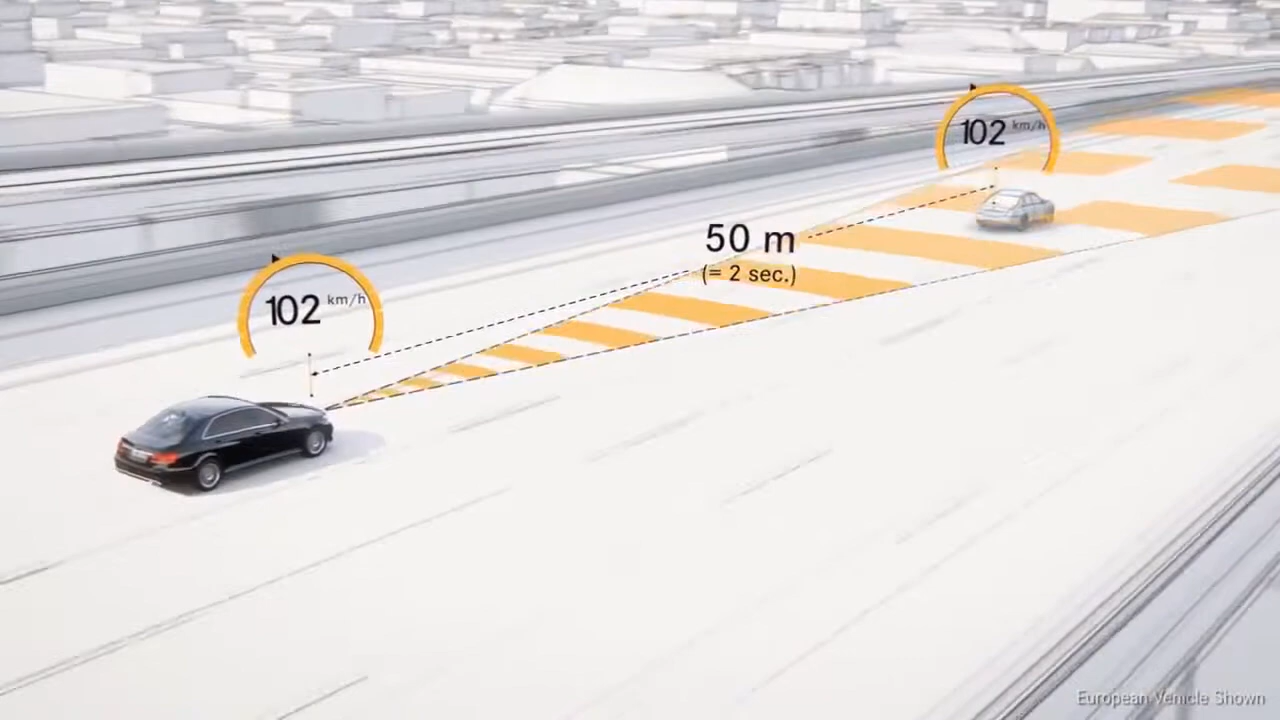 102 km/h
50 m
(= 2 sec.)
102 km/h
European Vehicle Shown